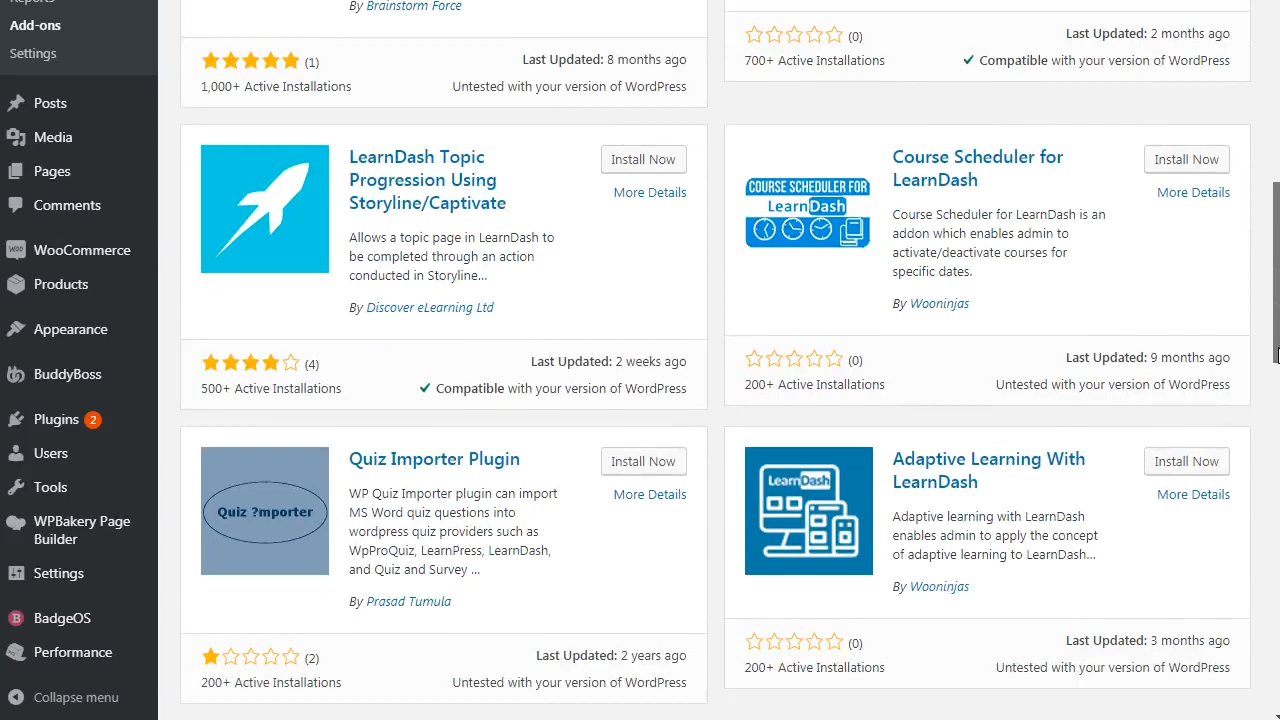 Reports
Add-ons
Settings
Posts
Media
Pages
Comments
WooCommerce
Products
Appearance
BuddyBoss
Plugins 2
Users
Tools
WPBakery Page
Builder
Settings
BadgeOS
Performance
Collapse menu
By Brainstorm Force
(1)
Last Updated: 8 months ago
1,000+ Active Installations
Untested with your version of WordPress
(0)
Last Updated: 2 months ago
700+ Active Installations
Compatible with your version of WordPress
LearnDash Topic
Progression Using
Storyline/Captivate
Install Now
More Details
Allows a topic page in LearnDash to
be completed through an action
conducted in Storyline...
By Discover eLearning Ltd
(4)
Last Updated: 2 weeks ago
500+ Active Installations
Compatible with your version of WordPress
COURSE SCHEDULER FOR
LearnDash
Course Scheduler for
LearnDash
Install Now
More Details
Course Scheduler for LearnDash is an
addon which enables admin to
activate/deactivate courses for
specific dates.
By Wooninjas
(0)
Last Updated: 9 months ago
200+ Active Installations
Untested with your version of WordPress
Quiz ?mporter
Quiz Importer Plugin
Install Now
More Details
WP Quiz Importer plugin can import
MS Word quiz questions into
wordpress quiz providers such as
WpProQuiz, LearnPress, LearnDash,
and Quiz and Survey ...
By Prasad Tumula
(2)
Last Updated: 2 years ago
200+ Active Installations
Untested with your version of WordPress
LearnDash
Adaptive Learning With
LearnDash
Install Now
More Details
Adaptive learning with LearnDash
enables admin to apply the concept
of adaptive learning to LearnDash...
By Wooninjas
(0)
Last Updated: 3 months ago
200+ Active Installations
Untested with your version of WordPress